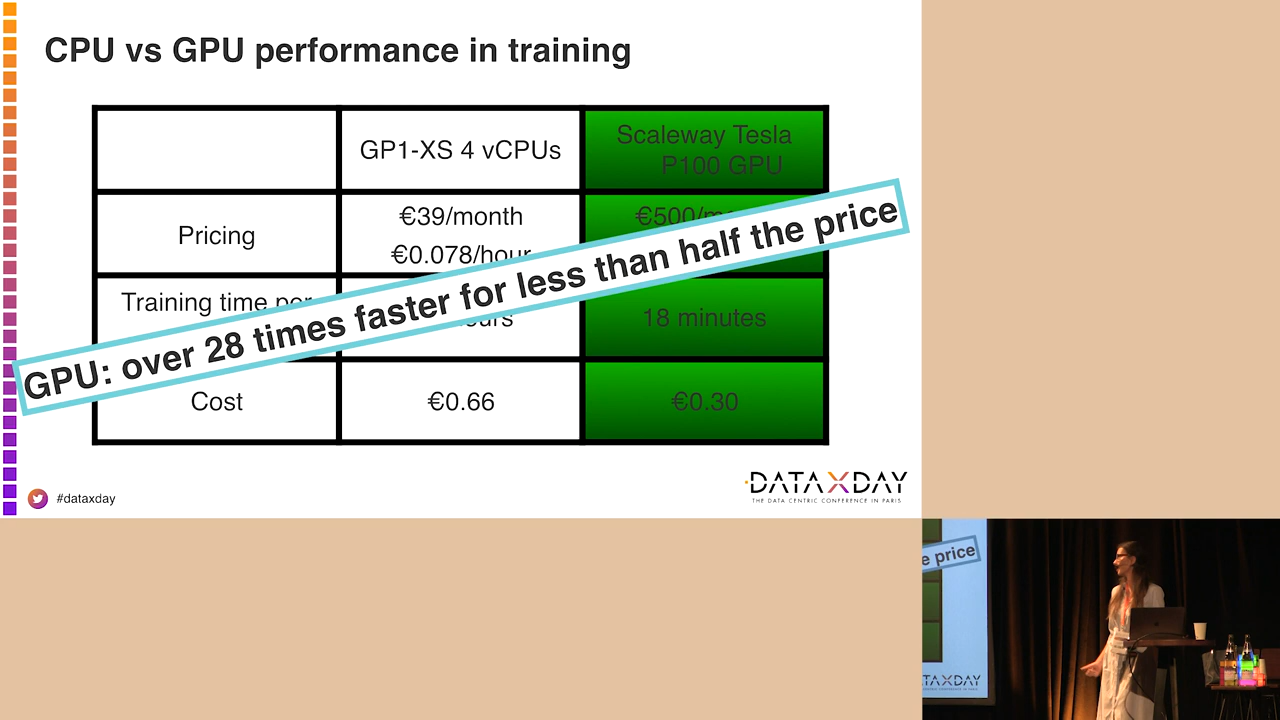 CPU vs GPU performance in training
GP1-XS 4 vCPUs
Scaleway Tesla
P100 GPU
Pricing
€39/month
€0.078/hour
€500/
Training time per
18 minutes
Cost
€0.66
€0.30
GPU: over 28 times faster for less than half the price
#dataxday
DATAXDAY
THE DATA CENTRIC CONFERENCE IN PARIS
e price
TAXDAY